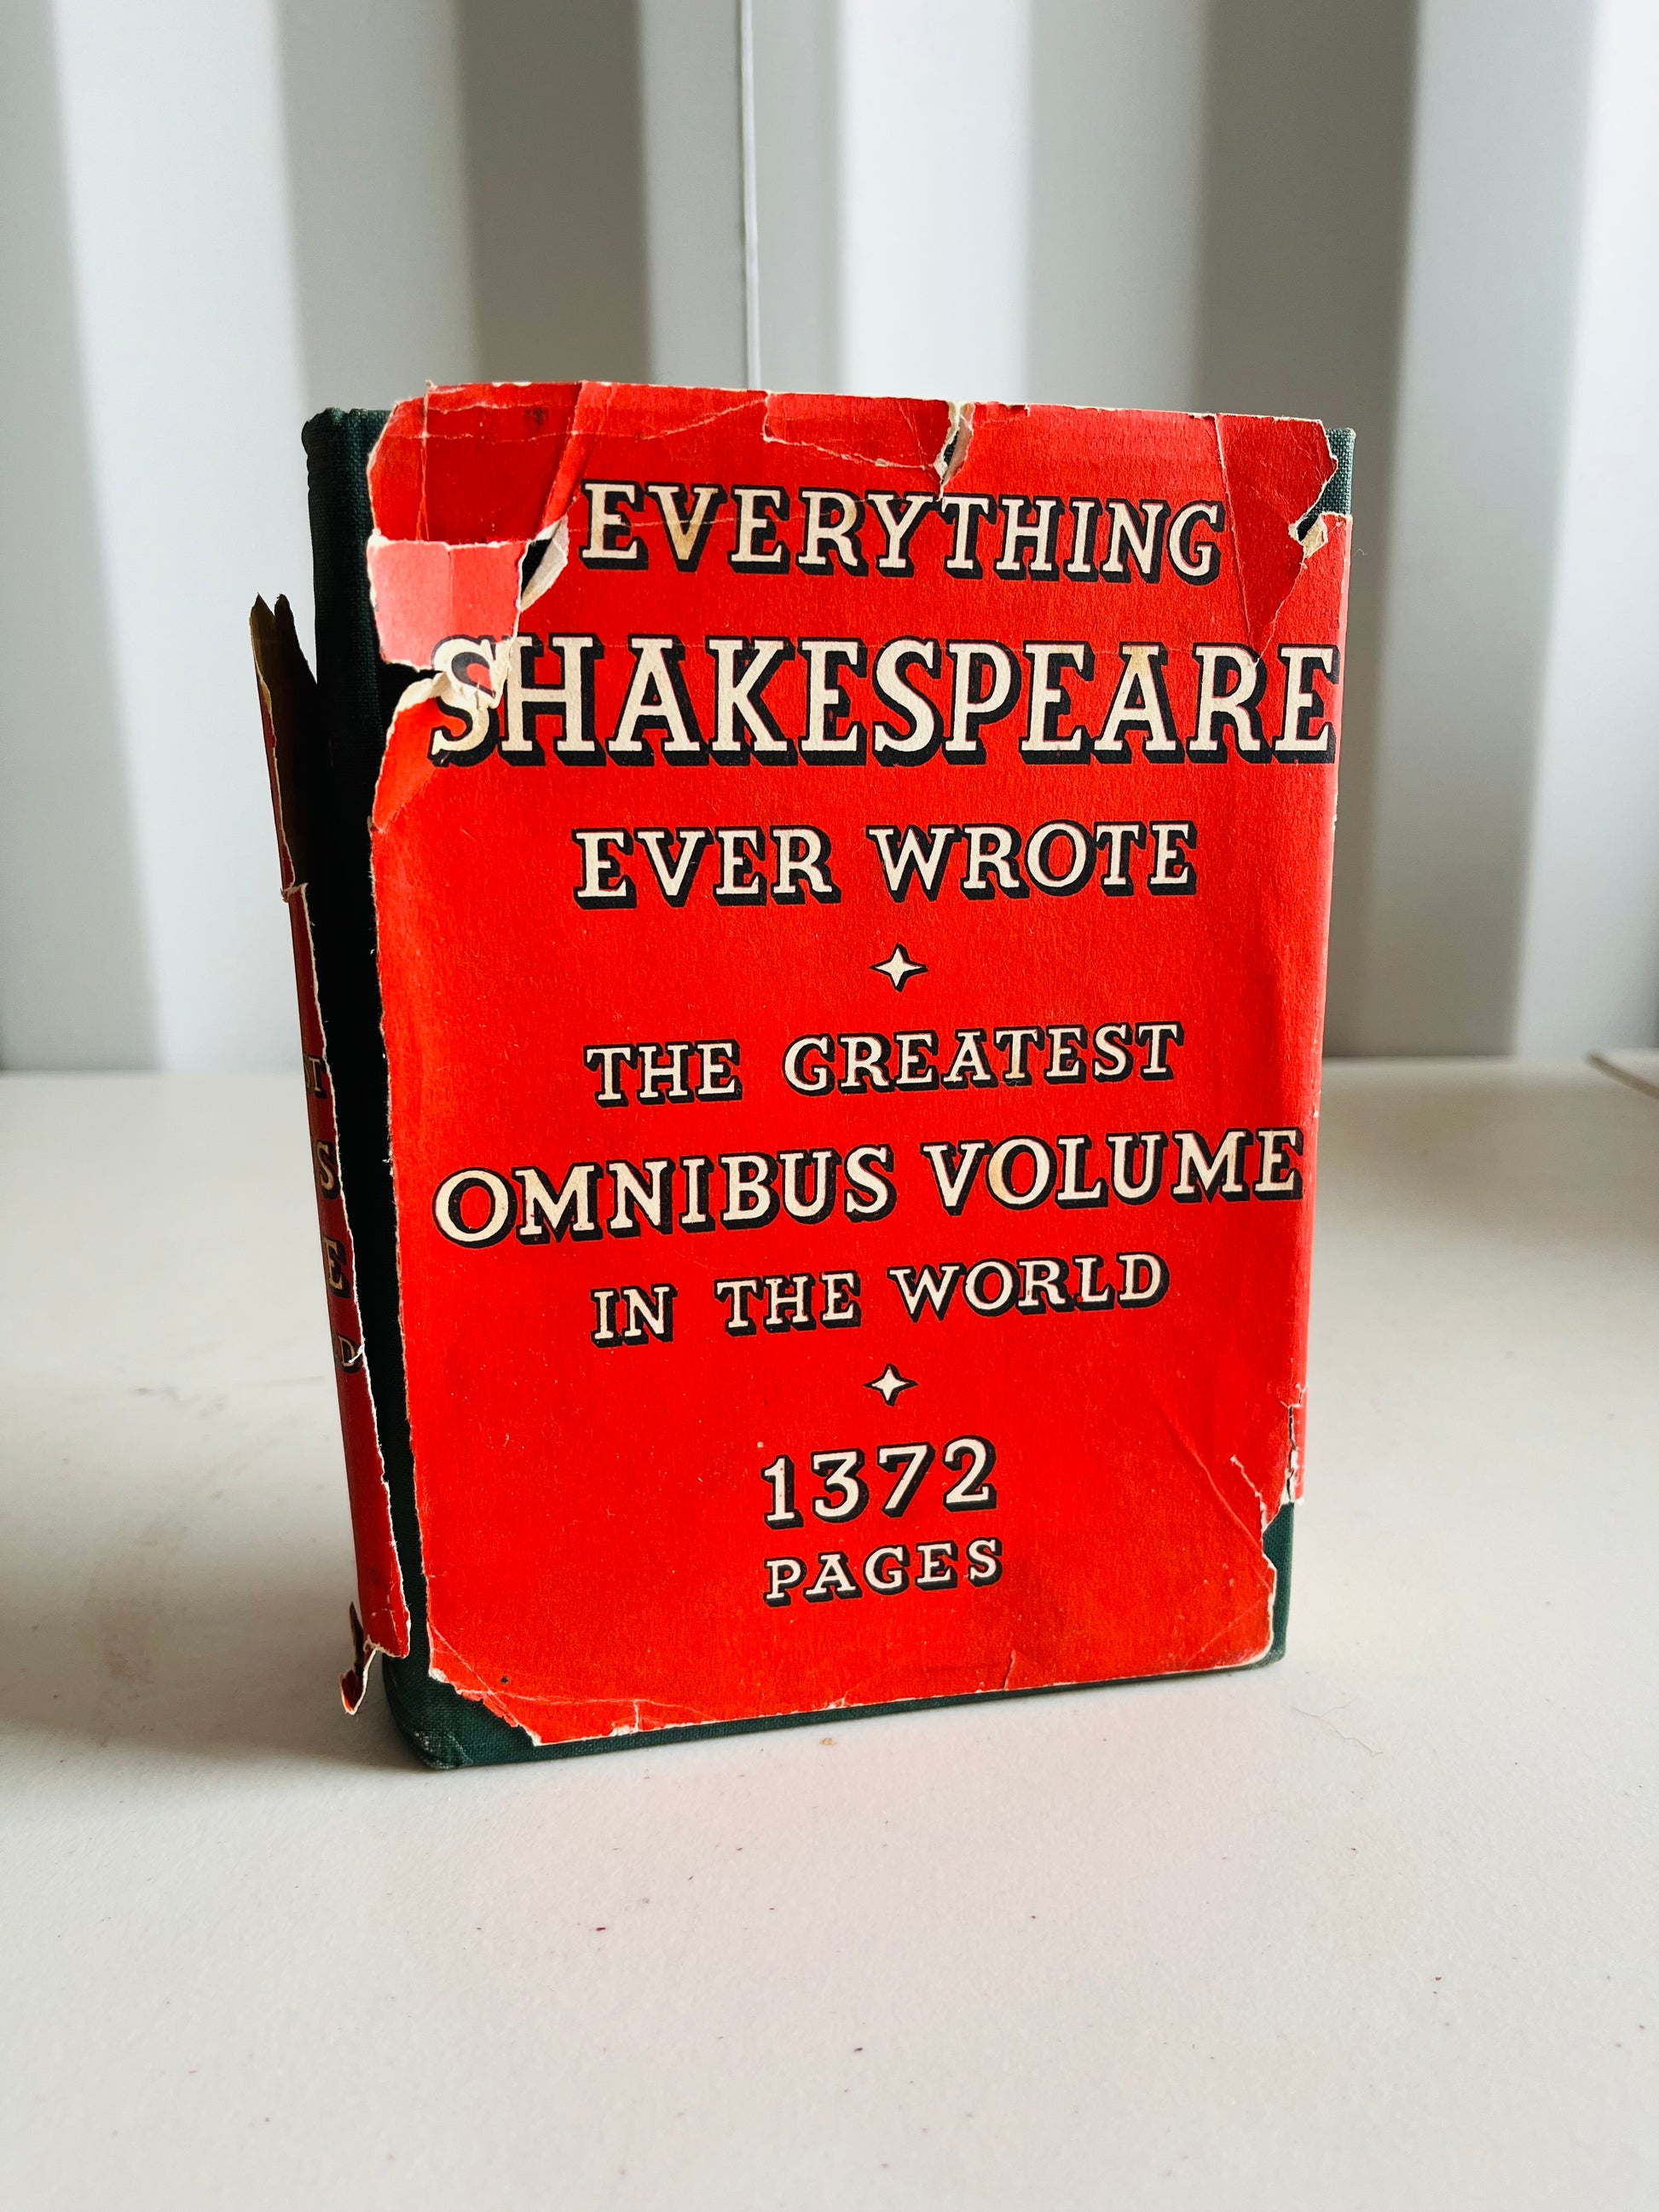 EVERYTHING
SHAKESPEARE
EVER WROTE
THE GREATEST
OMNIBUS VOLUME
IN THE WORLD
1372
PAGES